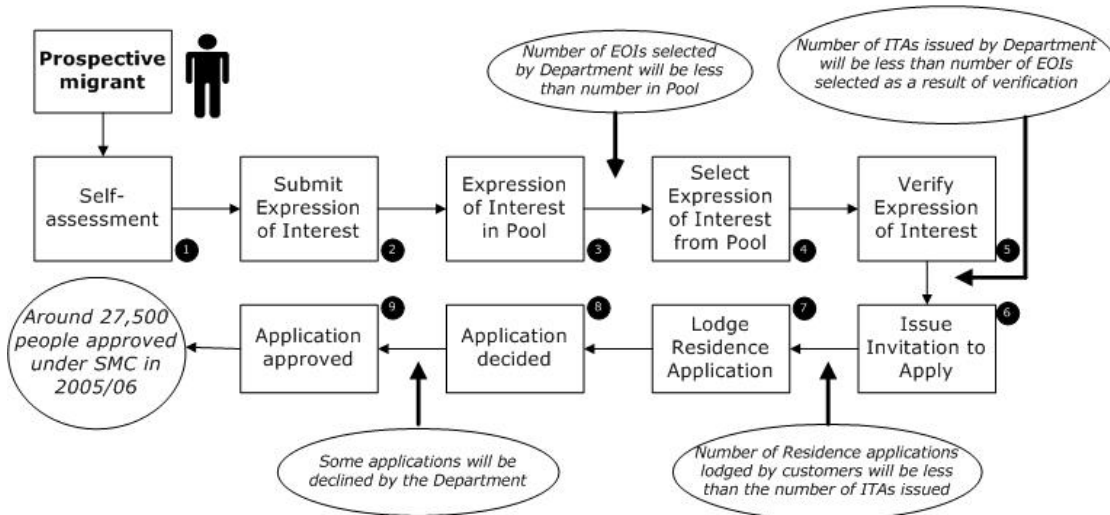 Prospective
migrant
Number of EOIs selected
by Department will be less
than number in Pool
Number of ITAs issued by Department
will be less than number of EOIs
selected as a result of verification
Self-
assessment
1
Submit
Expression
of Interest
2
Expression
of Interest
in Pool
3
Select
Expression
of Interest
from Pool
4
Verify
Expression
of Interest
5
Issue
Invitation to
Apply
6
Lodge
Residence
Application
7
Application
decided
8
Application
approved
9
Around 27,500
people approved
under SMC in
2005/06
Some applications will be
declined by the Department
Number of Residence applications
lodged by customers will be less
than the number of ITAs issued